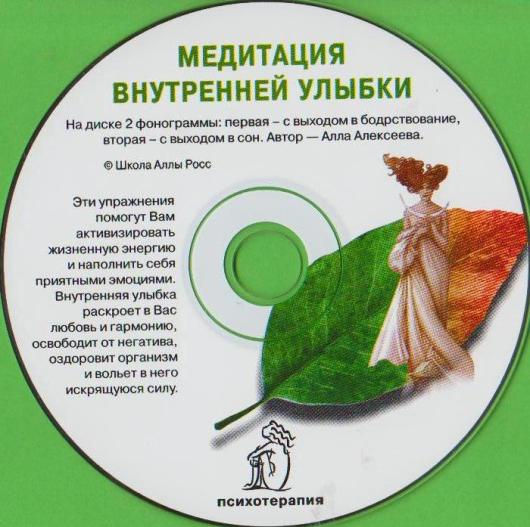 МЕДИТАЦИЯ
ВНУТРЕННЕЙ УЛЫБКИ
На диске 2 фонограммы: первая – с выходом в бодрствование,
вторая – с выходом в сон. Автор — Алла Алексеева.
© Школа Аллы Росс
Эти упражнения
помогут Вам
активизировать
жизненную энергию
и наполнить себя
приятными эмоциями.
Внутренняя улыбка
раскроет в Вас
любовь и гармонию,
освободит от негатива,
оздоровит организм
и вольет в него
искрящуюся силу.
психотерапия